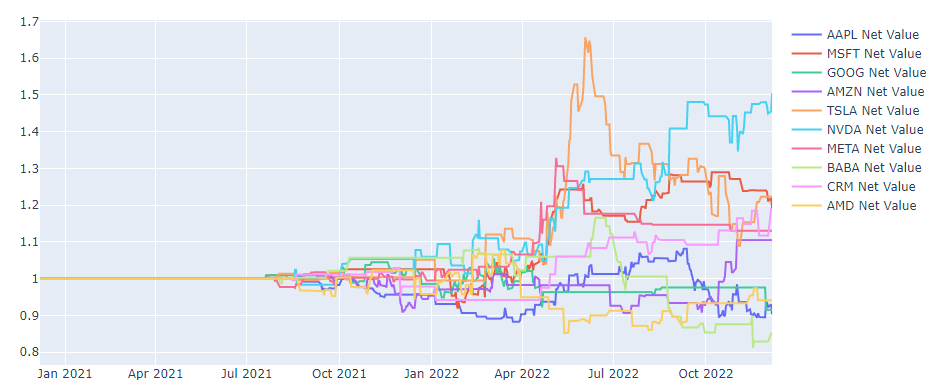 1.7
1.6
1.5
1.4
1.3
1.2
1.1
1
0.9
0.8
Jan 2021 Apr 2021 Jul 2021 Oct 2021 Jan 2022 Apr 2022 Jul 2022 Oct 2022
AAPL Net Value
MSFT Net Value
GOOG Net Value
AMZN Net Value
TSLA Net Value
NVDA Net Value
META Net Value
BABA Net Value
CRM Net Value
AMD Net Value